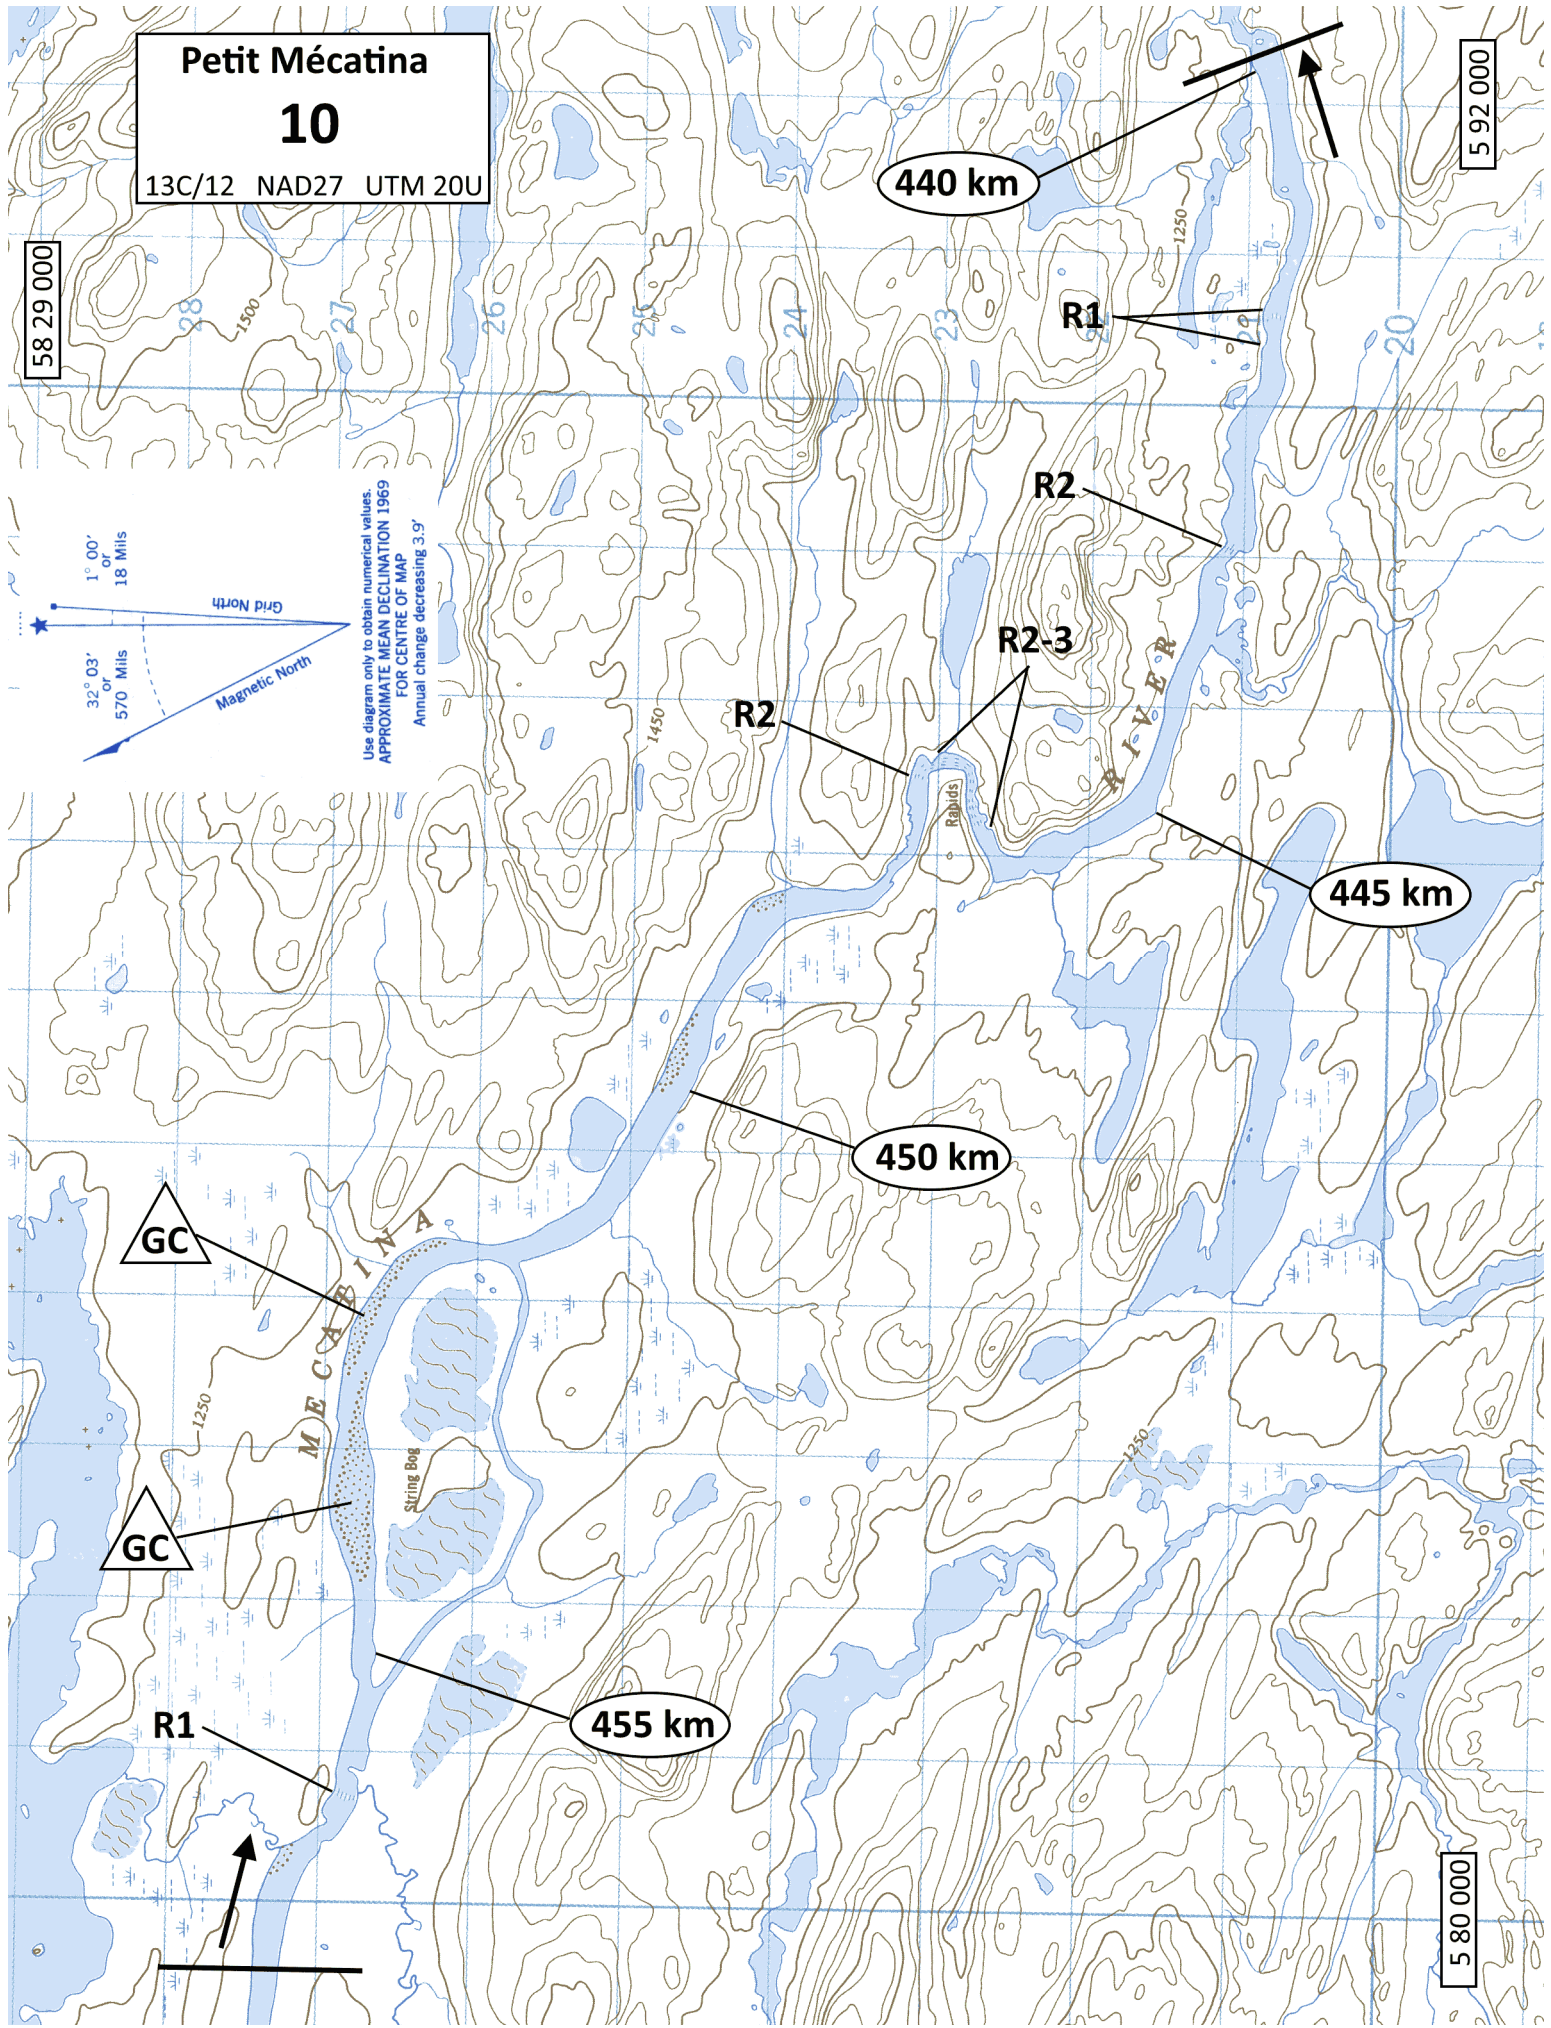 Petit Mécatina
10
13C/12 NAD27 UTM 20U
5 92 000
440 km
1250
58 29 000
R1
28
1500
27
26
25
24
23
22
21
20
R2
1° 00'
or
18 Mils
Grid North
32° 03'
or
570 Mils
Magnetic North
Use diagram only to obtain numerical values.
APPROXIMATE MEAN DECLINATION 1969
FOR CENTRE OF MAP
Annual change decreasing 3.9'
R2-3
RIVER
R2
1450
Rapids
445 km
450 km
GC
MECATINA
1250
1250
String Bog
GC
455 km
R1
5 80 000